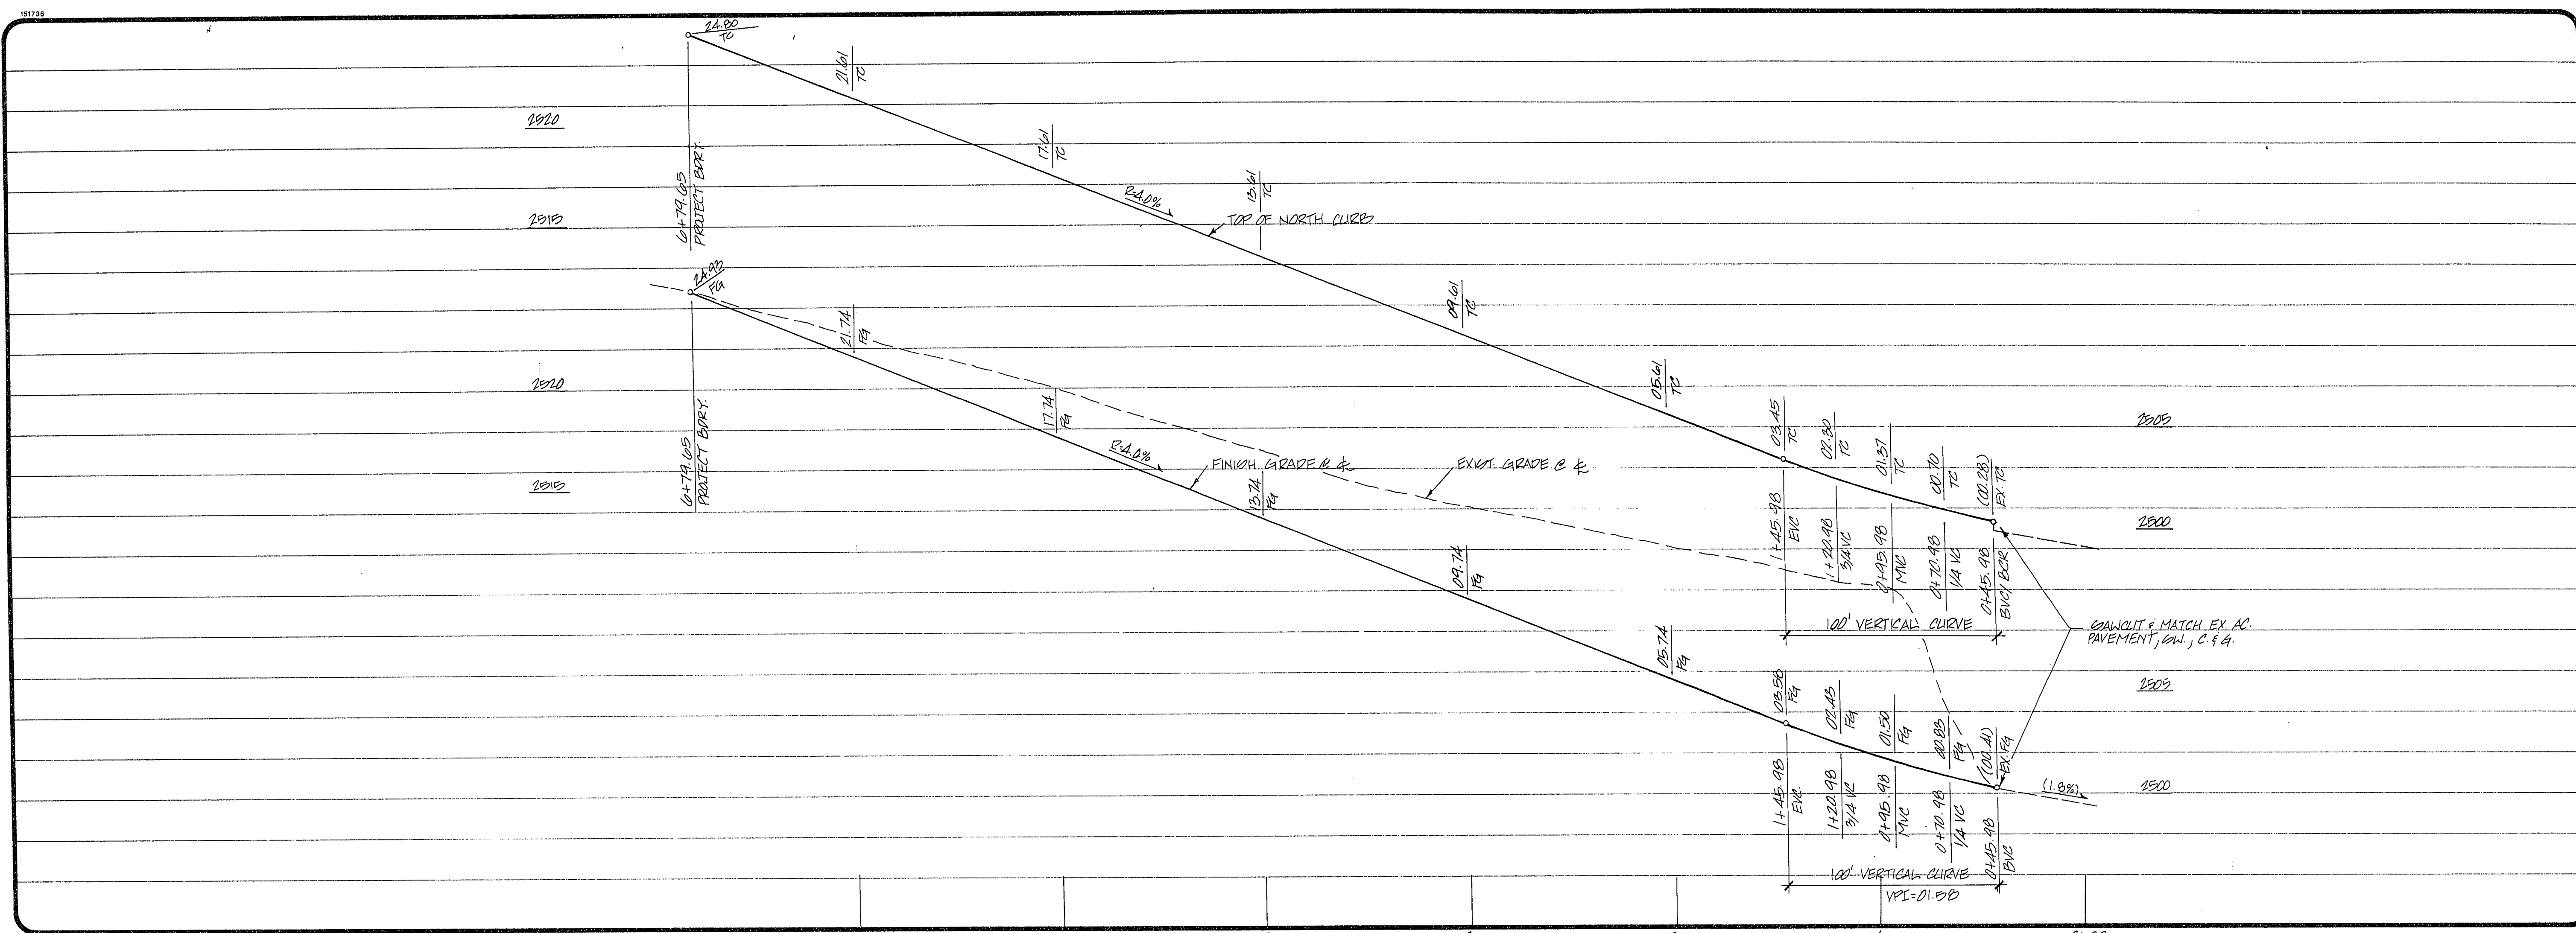 151736
24.80
TC
21.61
TC
17.61
TC
R=4.0%
13.61
TC
TOP OF NORTH CURB
09.61
TC
05.61
TC
03.45
TC
02.30
TC
01.37
TC
00.70
TC
(00.28)
EX. TC
2520
2515
2505
2500
6+79.65
PROJECT BDRY.
1+45.98
EVC
1+20.98
3/4 VC
0+95.98
MVC
0+70.98
1/4 VC
0+45.98
BVC/BCR
100' VERTICAL CURVE
SAWCUT & MATCH EX. AC.
PAVEMENT, SW., C. & G.
24.93
FG
21.74
FG
17.74
FG
R=4.0%
FINISH GRADE @ ℄
EXIST. GRADE @ ℄
13.74
FG
09.74
FG
05.74
FG
03.58
FG
02.43
FG
01.50
FG
00.83
FG
(00.41)
EX. FG
(1.8%)
2520
2515
2505
2500
6+79.65
PROJECT BDRY.
1+45.98
EVC.
1+20.98
3/4 VC
0+95.98
MVC
0+70.98
1/4 VC
0+45.98
BVC
100' VERTICAL CURVE
VPI=01.58